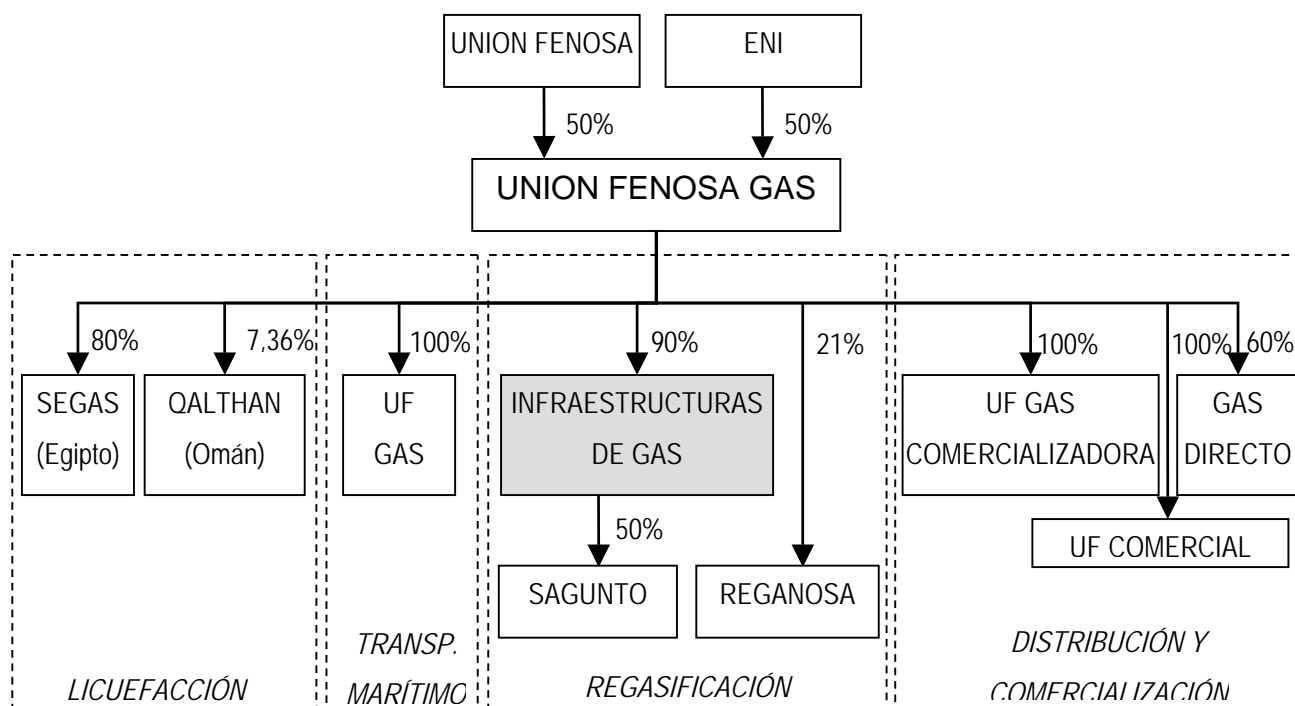 UNION FENOSA
ENI
50%
50%
UNION FENOSA GAS
80%
7,36%
100%
90%
21%
100%
100%
60%
SEGAS
(Egipto)
QALTHAN
(Omán)
UF
GAS
INFRAESTRUCTURAS
DE GAS
UF GAS
COMERCIALIZADORA
GAS
DIRECTO
50%
UF COMERCIAL
SAGUNTO
REGANOSA
LICUEFACCIÓN
TRANSP.
MARÍTIMO
REGASIFICACIÓN
DISTRIBUCIÓN Y
COMERCIALIZACIÓN